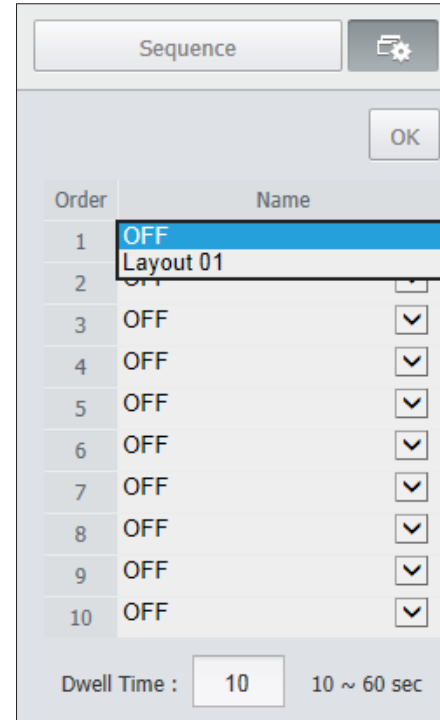 Sequence
OK
Order Name
1 OFF
Layout 01
2 OFF
3 OFF
4 OFF
5 OFF
6 OFF
7 OFF
8 OFF
9 OFF
10 OFF
Dwell Time : 10 10 ~ 60 sec